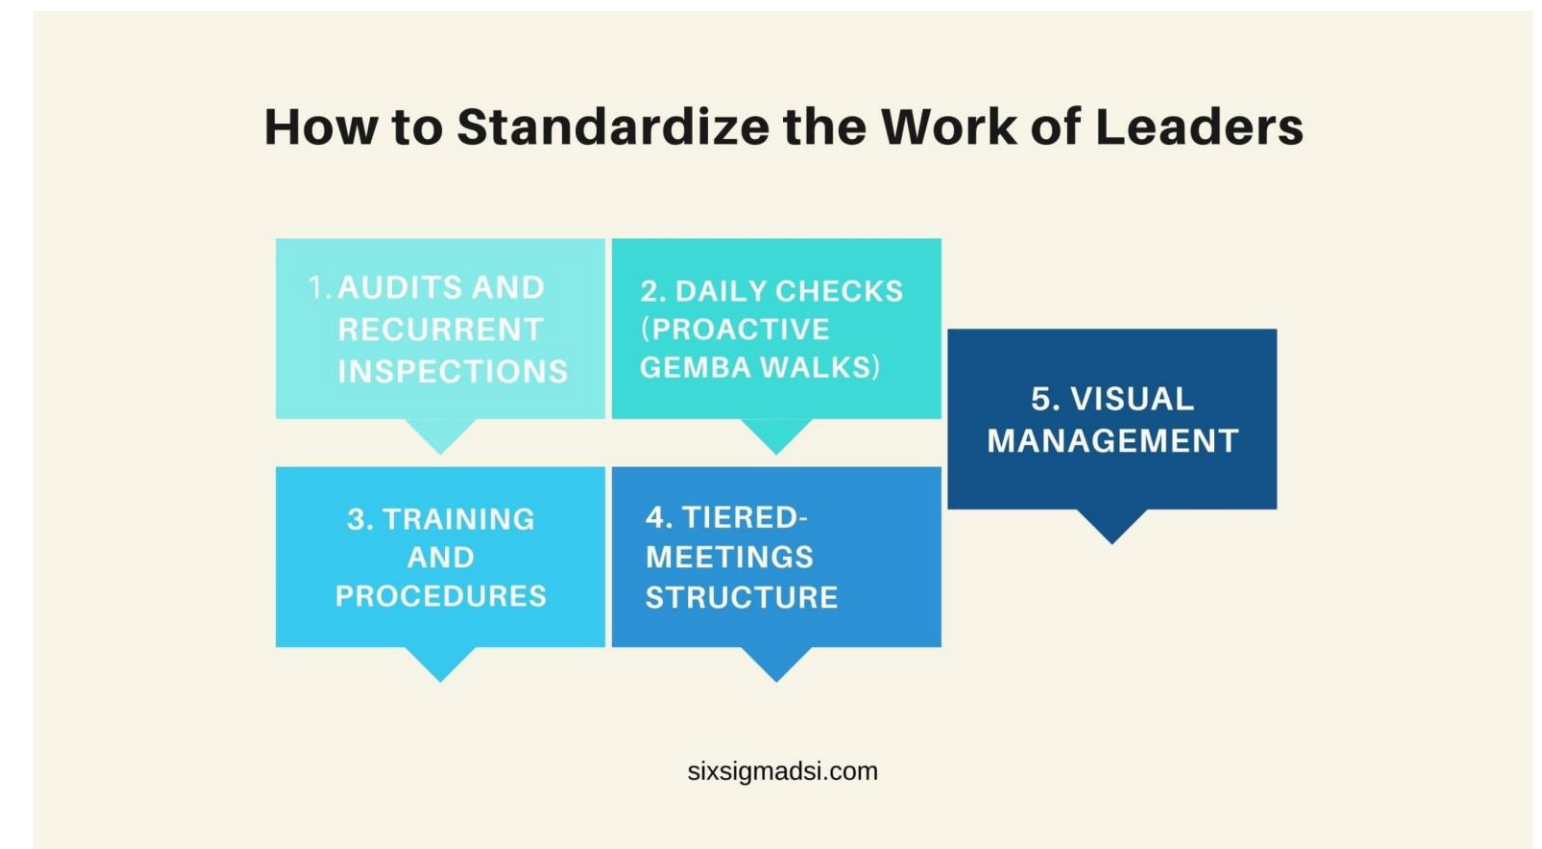 How to Standardize the Work of Leaders
1. AUDITS AND
RECURRENT
INSPECTIONS
2. DAILY CHECKS
(PROACTIVE
GEMBA WALKS)
3. TRAINING
AND
PROCEDURES
4. TIERED-
MEETINGS
STRUCTURE
5. VISUAL
MANAGEMENT
sixsigmadsi.com